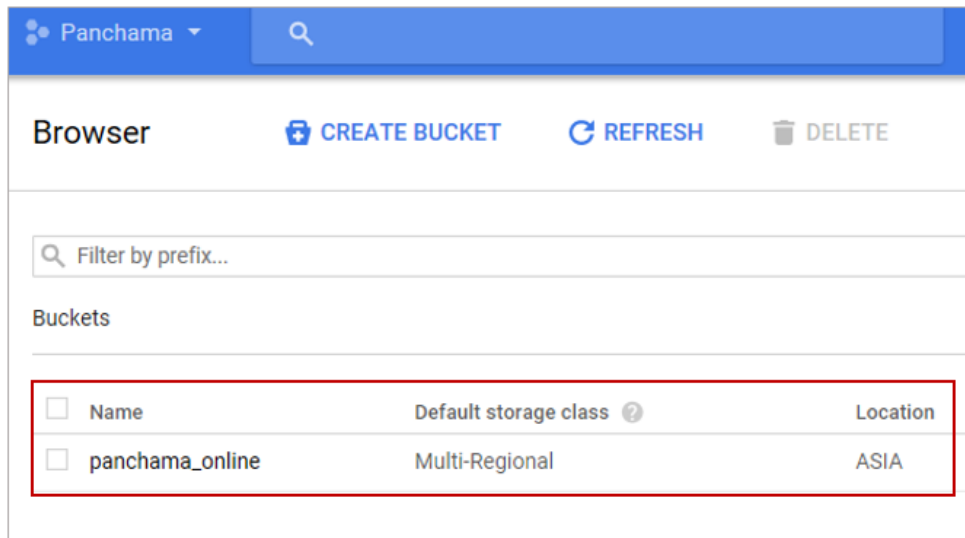 Panchama
Browser CREATE BUCKET REFRESH DELETE
Filter by prefix...
Buckets
Name Default storage class Location
panchama_online Multi-Regional ASIA